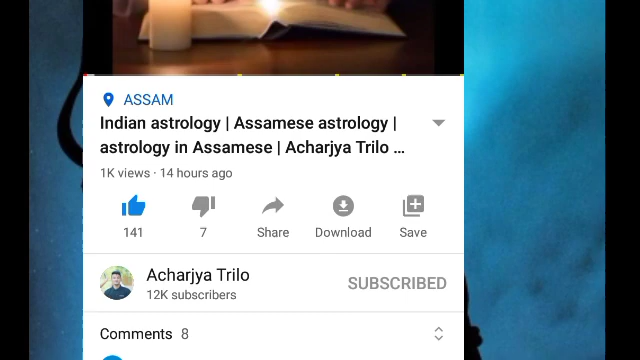 ASSAM
Indian astrology | Assamese astrology |
astrology in Assamese | Acharjya Trilo ...
1K views · 14 hours ago
141 7 Share Download Save
Acharjya Trilo
12K subscribers
SUBSCRIBED
Comments 8